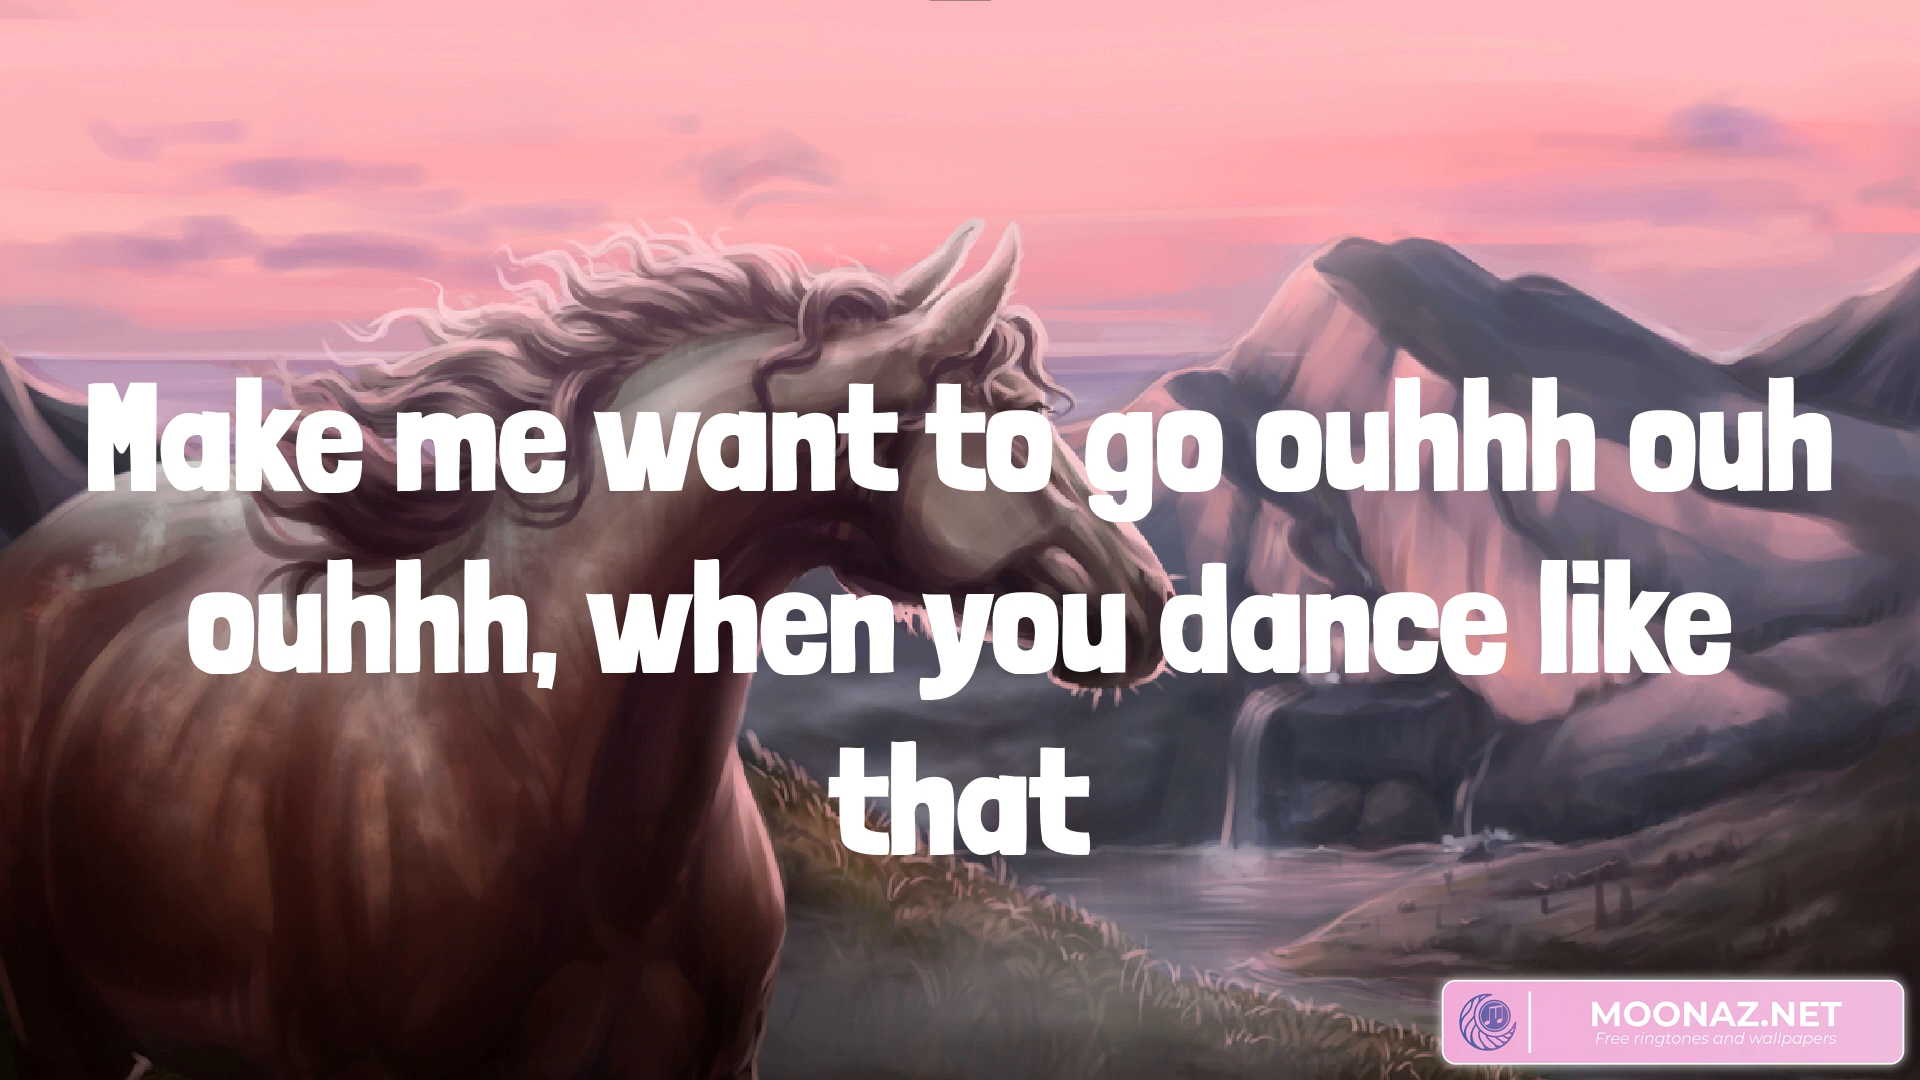 Make me want to go ouhhh ouh
ouhhh, when you dance like
that
MOONAZ.NET
Free ringtones and wallpapers